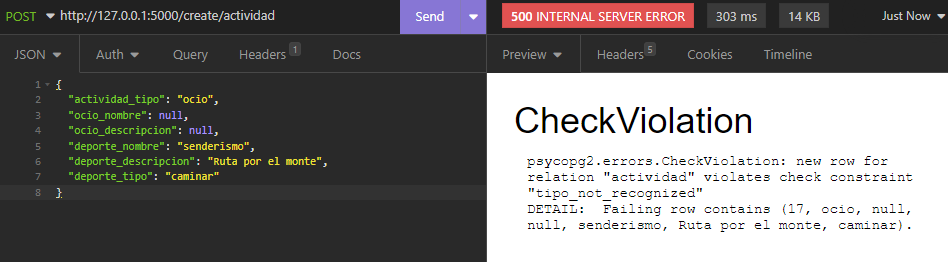 POST http://127.0.0.1:5000/create/actividad Send 500 INTERNAL SERVER ERROR 303 ms 14 KB Just Now
JSON Auth Query Headers 1 Docs Preview Headers 5 Cookies Timeline
1 {
2 "actividad_tipo": "ocio",
3 "ocio_nombre": null,
4 "ocio_descripcion": null,
5 "deporte_nombre": "senderismo",
6 "deporte_descripcion": "Ruta por el monte",
7 "deporte_tipo": "caminar"
8 }
CheckViolation
psycopg2.errors.CheckViolation: new row for
relation "actividad" violates check constraint
"tipo_not_recognized"
DETAIL:  Failing row contains (17, ocio, null,
null, senderismo, Ruta por el monte, caminar).